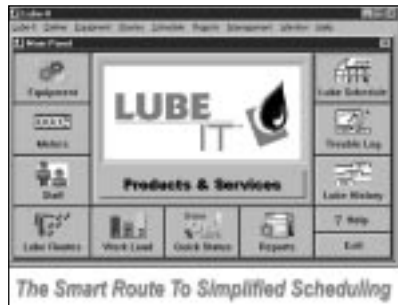 Lube-It
Main Panel
Equipment
Meters
Staff
Lube Routes
LUBE
IT
Products & Services
Work Load
Quick Status
Reports
Lube Schedule
Trouble Log
Lube History
? Help
Exit
The Smart Route To Simplified Scheduling